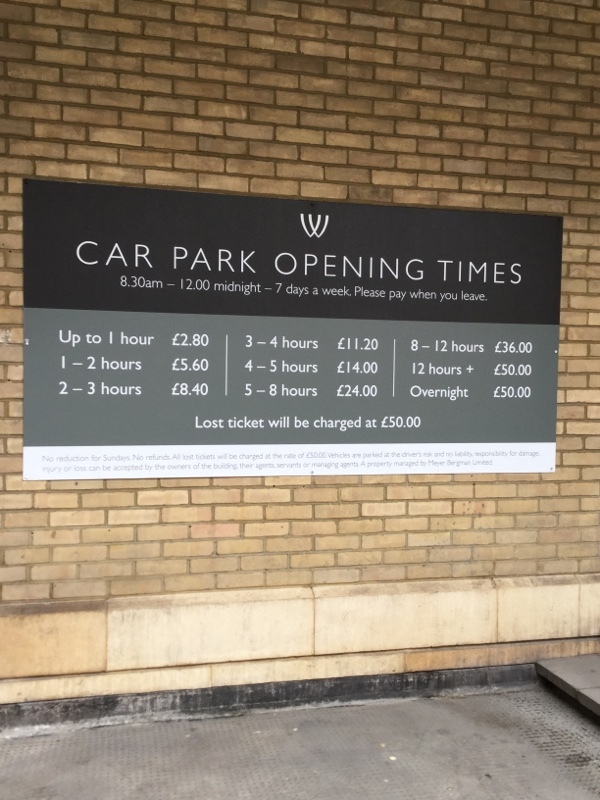 W
CAR PARK OPENING TIMES
8.30am – 12.00 midnight – 7 days a week. Please pay when you leave.
Up to 1 hour £2.80
1 – 2 hours £5.60
2 – 3 hours £8.40
3 – 4 hours £11.20
4 – 5 hours £14.00
5 – 8 hours £24.00
8 – 12 hours £36.00
12 hours + £50.00
Overnight £50.00
Lost ticket will be charged at £50.00
No reduction for Sundays. No refunds. All lost tickets will be charged at the rate of £50.00. Vehicles are parked at the driver's risk and no liability, responsibility for damage,
injury or loss can be accepted by the owners of the building, their agents, servants or managing agents. A property managed by Meyer Bergman Limited.